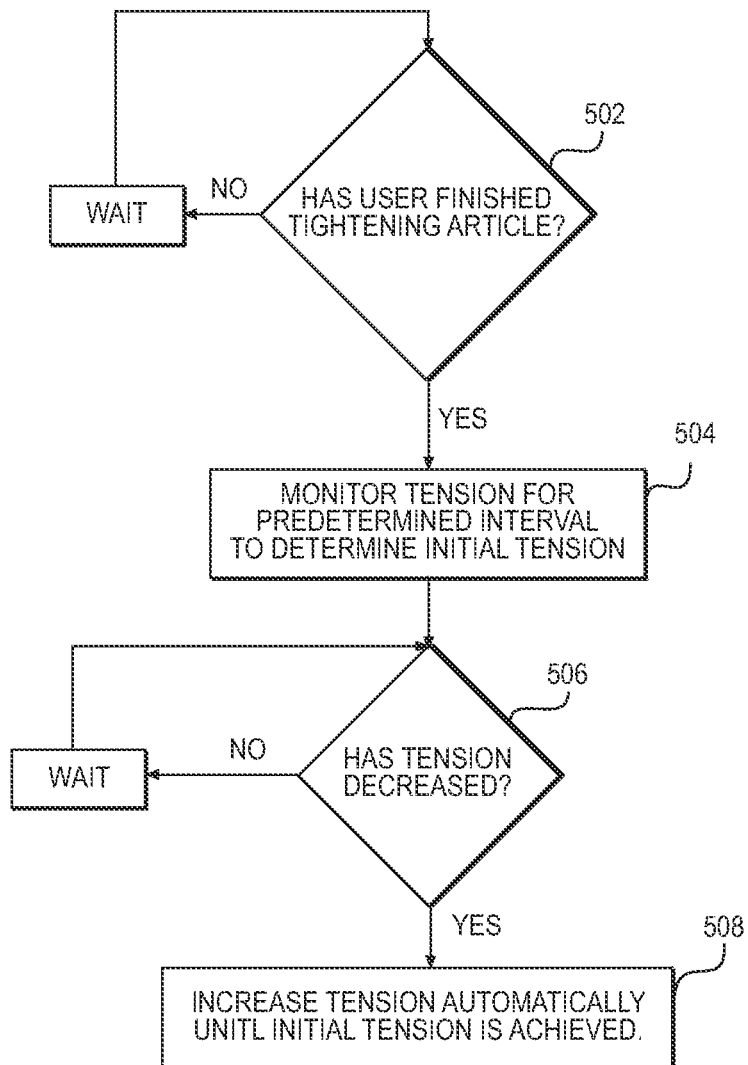 502
HAS USER FINISHED
TIGHTENING ARTICLE?
NO
WAIT
YES
504
MONITOR TENSION FOR
PREDETERMINED INTERVAL
TO DETERMINE INITIAL TENSION
506
HAS TENSION
DECREASED?
NO
WAIT
YES
508
INCREASE TENSION AUTOMATICALLY
UNITL INITIAL TENSION IS ACHIEVED.